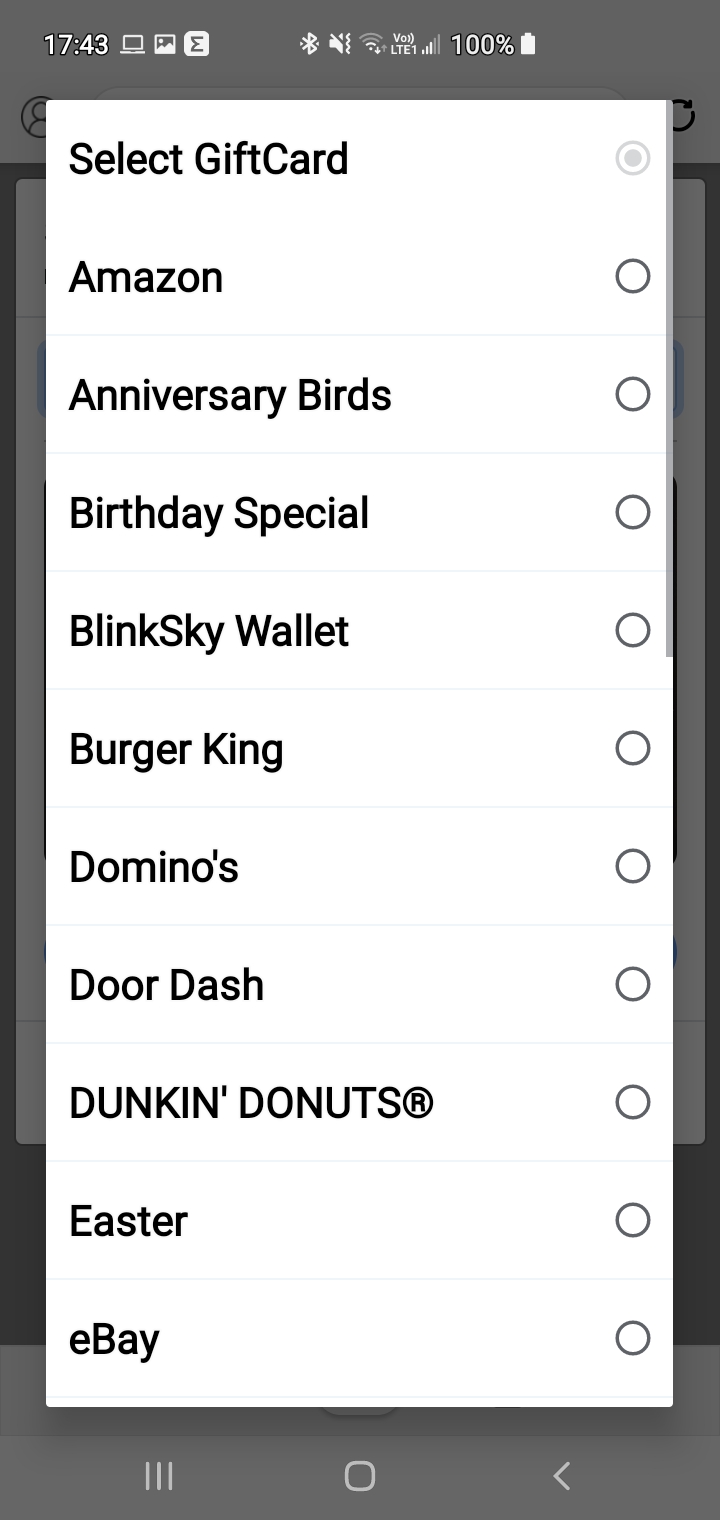 17:43 Vo)) LTE1 100%
Select GiftCard
Amazon
Anniversary Birds
Birthday Special
BlinkSky Wallet
Burger King
Domino's
Door Dash
DUNKIN' DONUTS®
Easter
eBay